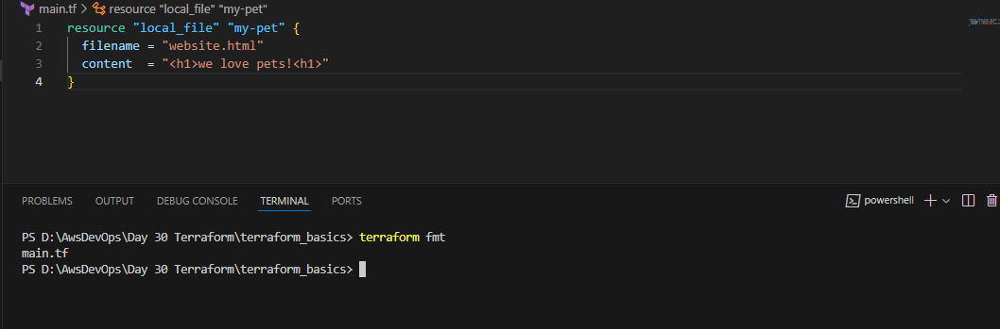 main.tf > resource "local_file" "my-pet"
1 resource "local_file" "my-pet" {
2   filename = "website.html"
3   content  = "<h1>we love pets!<h1>"
4 }
PROBLEMS OUTPUT DEBUG CONSOLE TERMINAL PORTS powershell
PS D:\AwsDevOps\Day 30 Terraform\terraform_basics> terraform fmt
main.tf
PS D:\AwsDevOps\Day 30 Terraform\terraform_basics>